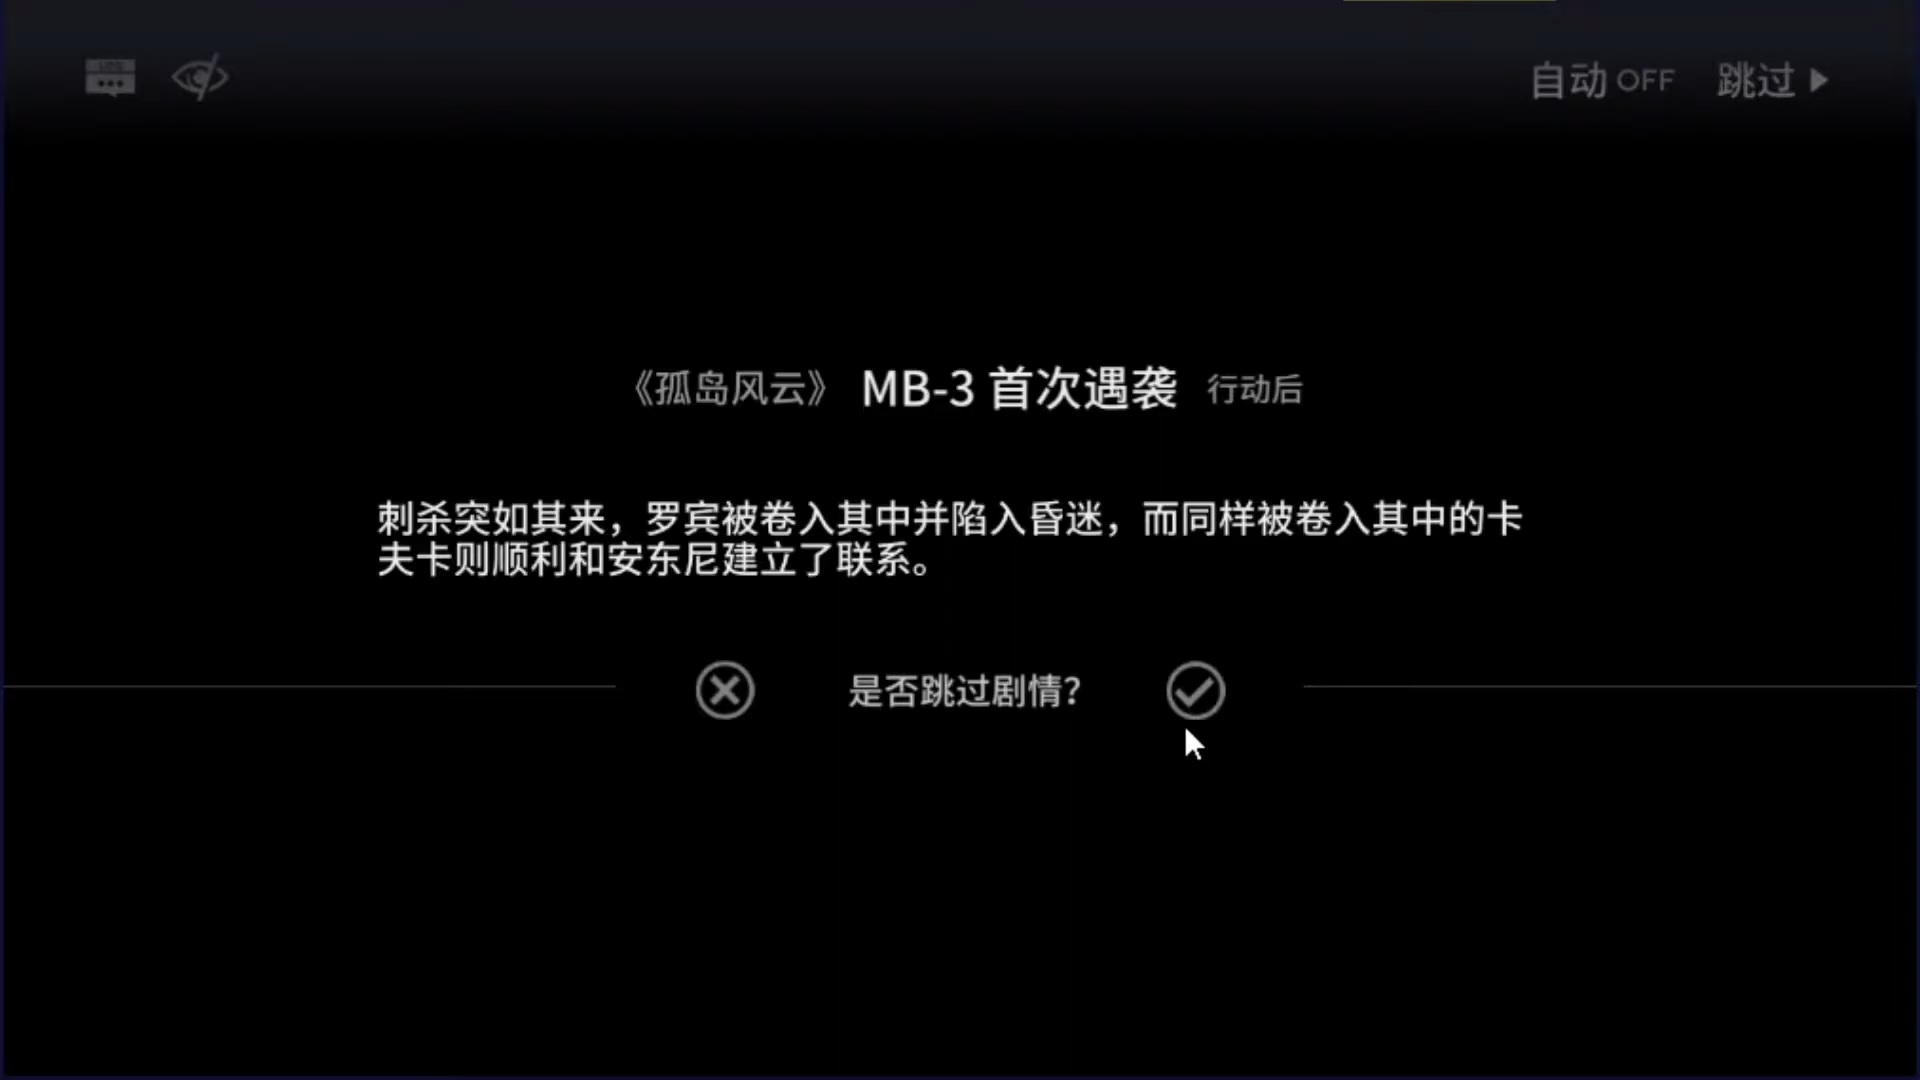 自动 OFF 跳过
《孤岛风云》 MB-3 首次遇袭 行动后
刺杀突如其来，罗宾被卷入其中并陷入昏迷，而同样被卷入其中的卡
夫卡则顺利和安东尼建立了联系。
是否跳过剧情？